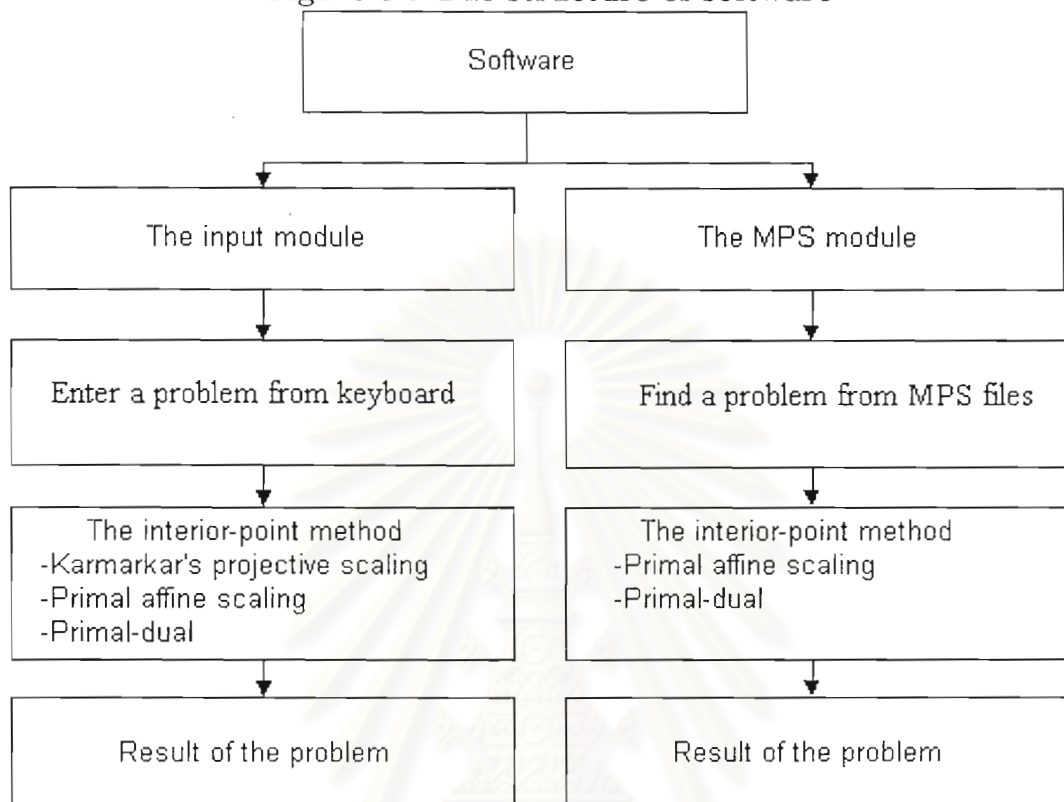 Software
The input module
The MPS module
Enter a problem from keyboard
Find a problem from MPS files
The interior-point method
-Karmarkar's projective scaling
-Primal affine scaling
-Primal-dual
The interior-point method
-Primal affine scaling
-Primal-dual
Result of the problem
Result of the problem